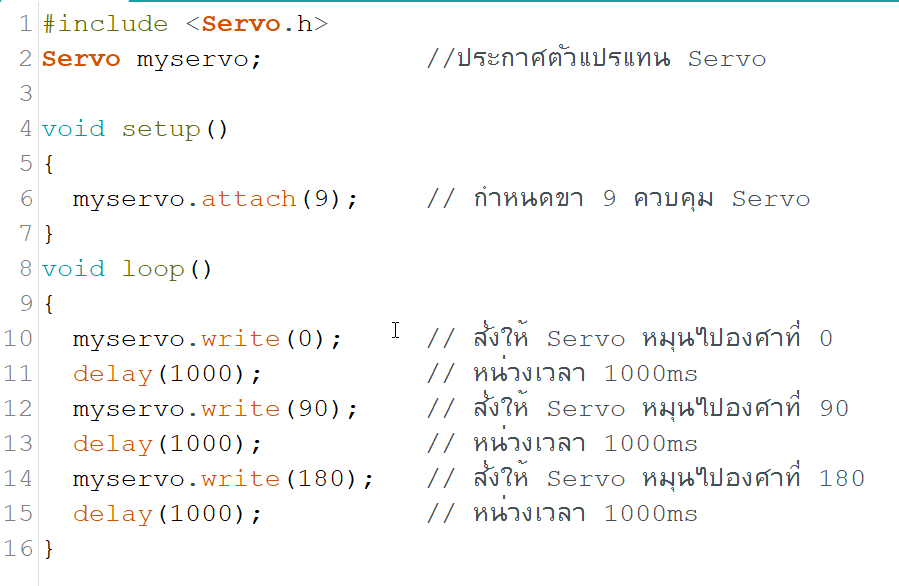 1 #include <Servo.h>
2 Servo myservo; //ประกาศตัวแปรแทน Servo
3
4 void setup()
5 {
6 myservo.attach(9); // กำหนดขา 9 ควบคุม Servo
7 }
8 void loop()
9 {
10 myservo.write(0); // สั่งให้ Servo หมุนไปองศาที่ 0
11 delay(1000); // หน่วงเวลา 1000ms
12 myservo.write(90); // สั่งให้ Servo หมุนไปองศาที่ 90
13 delay(1000); // หน่วงเวลา 1000ms
14 myservo.write(180); // สั่งให้ Servo หมุนไปองศาที่ 180
15 delay(1000); // หน่วงเวลา 1000ms
16 }